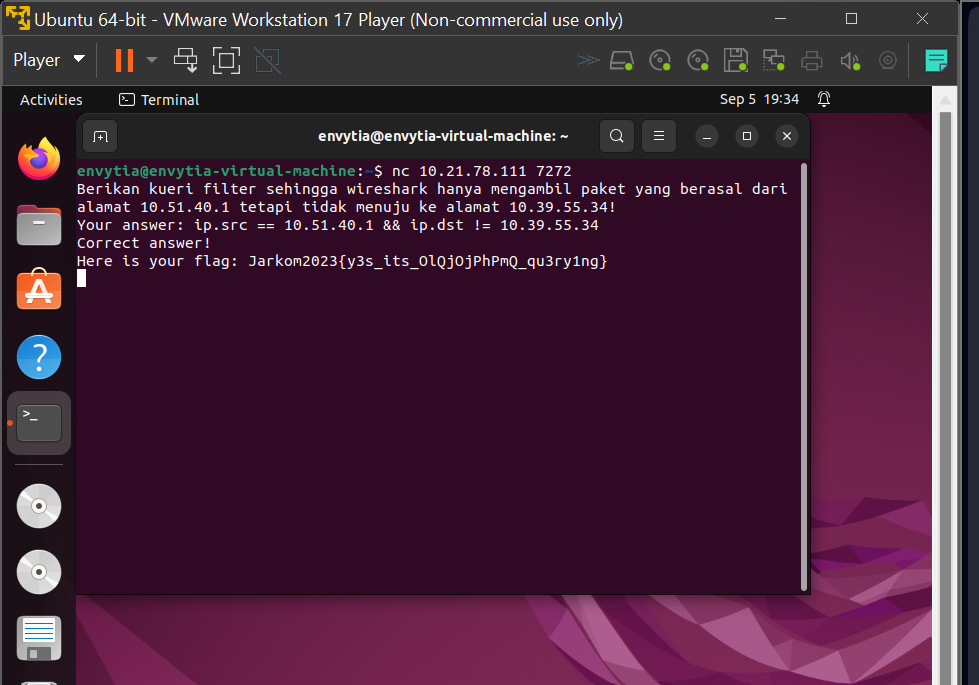 Ubuntu 64-bit - VMware Workstation 17 Player (Non-commercial use only)
Player
Activities
Terminal
Sep 5 19:34
envytia@envytia-virtual-machine: ~
envytia@envytia-virtual-machine:~$ nc 10.21.78.111 7272
Berikan kueri filter sehingga wireshark hanya mengambil paket yang berasal dari
alamat 10.51.40.1 tetapi tidak menuju ke alamat 10.39.55.34!
Your answer: ip.src == 10.51.40.1 && ip.dst != 10.39.55.34
Correct answer!
Here is your flag: Jarkom2023{y3s_its_OlQjOjPhPmQ_qu3ry1ng}